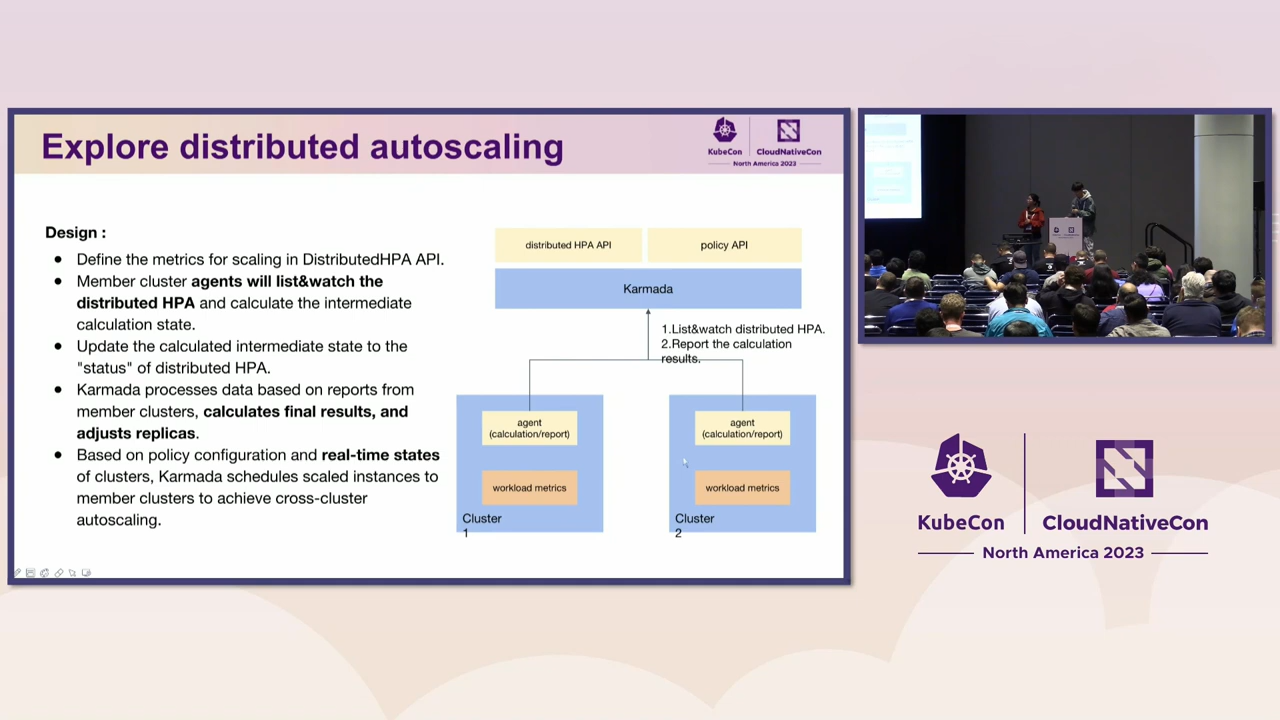 Explore distributed autoscaling
KubeCon
CloudNativeCon
North America 2023
Design :
● Define the metrics for scaling in DistributedHPA API.
● Member cluster agents will list&watch the
distributed HPA and calculate the intermediate
calculation state.
● Update the calculated intermediate state to the
"status" of distributed HPA.
● Karmada processes data based on reports from
member clusters, calculates final results, and
adjusts replicas.
● Based on policy configuration and real-time states
of clusters, Karmada schedules scaled instances to
member clusters to achieve cross-cluster
autoscaling.
distributed HPA API
policy API
Karmada
1.List&watch distributed HPA.
2.Report the calculation
results.
agent
(calculation/report)
workload metrics
Cluster
1
agent
(calculation/report)
workload metrics
Cluster
2
KubeCon
CloudNativeCon
North America 2023